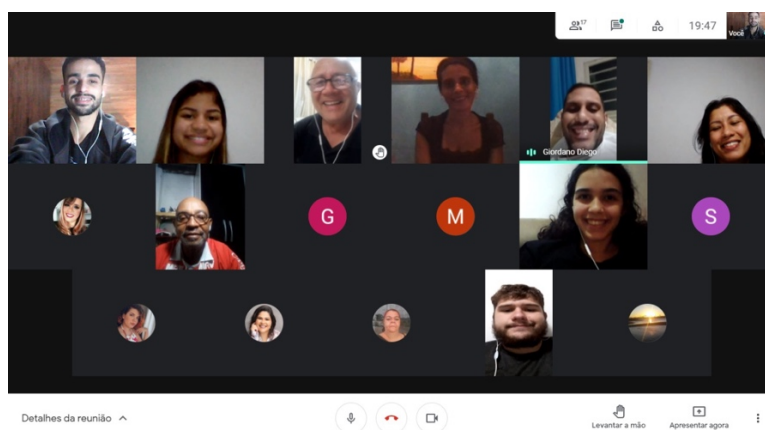 17
19:47
Você
Giordano Diego
G
M
S
Detalhes da reunião
Levantar a mão
Apresentar agora